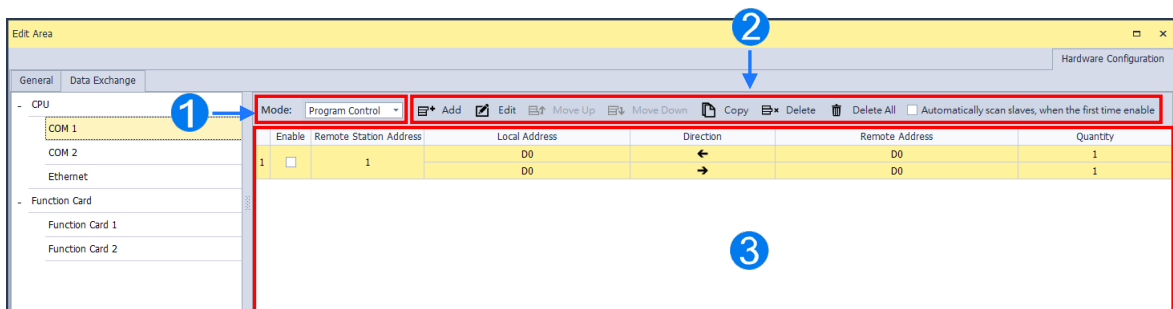 Edit Area
2
Hardware Configuration
General Data Exchange
- CPU
COM 1
COM 2
Ethernet
- Function Card
Function Card 1
Function Card 2
1
Mode: Program Control
Add Edit Move Up Move Down Copy Delete Delete All Automatically scan slaves, when the first time enable
Enable Remote Station Address Local Address Direction Remote Address Quantity
1 1 D0 ← D0 1
D0 → D0 1
3